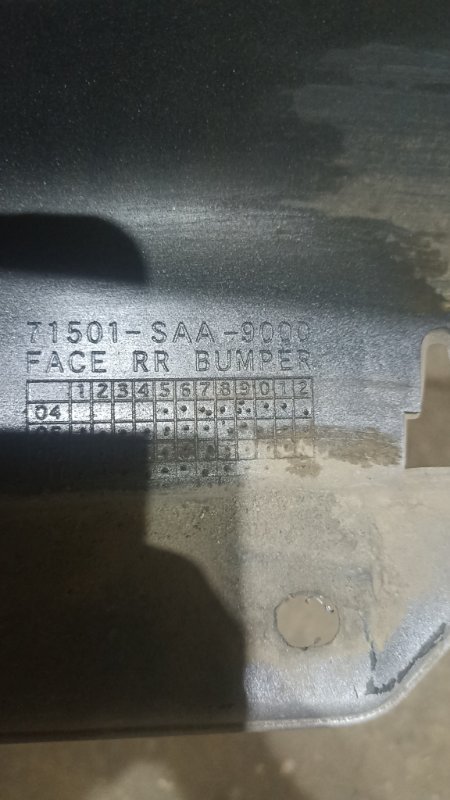 71501-SAA-9000
FACE RR BUMPER
1 2 3 4 5 6 7 8 9 0 1 2
04